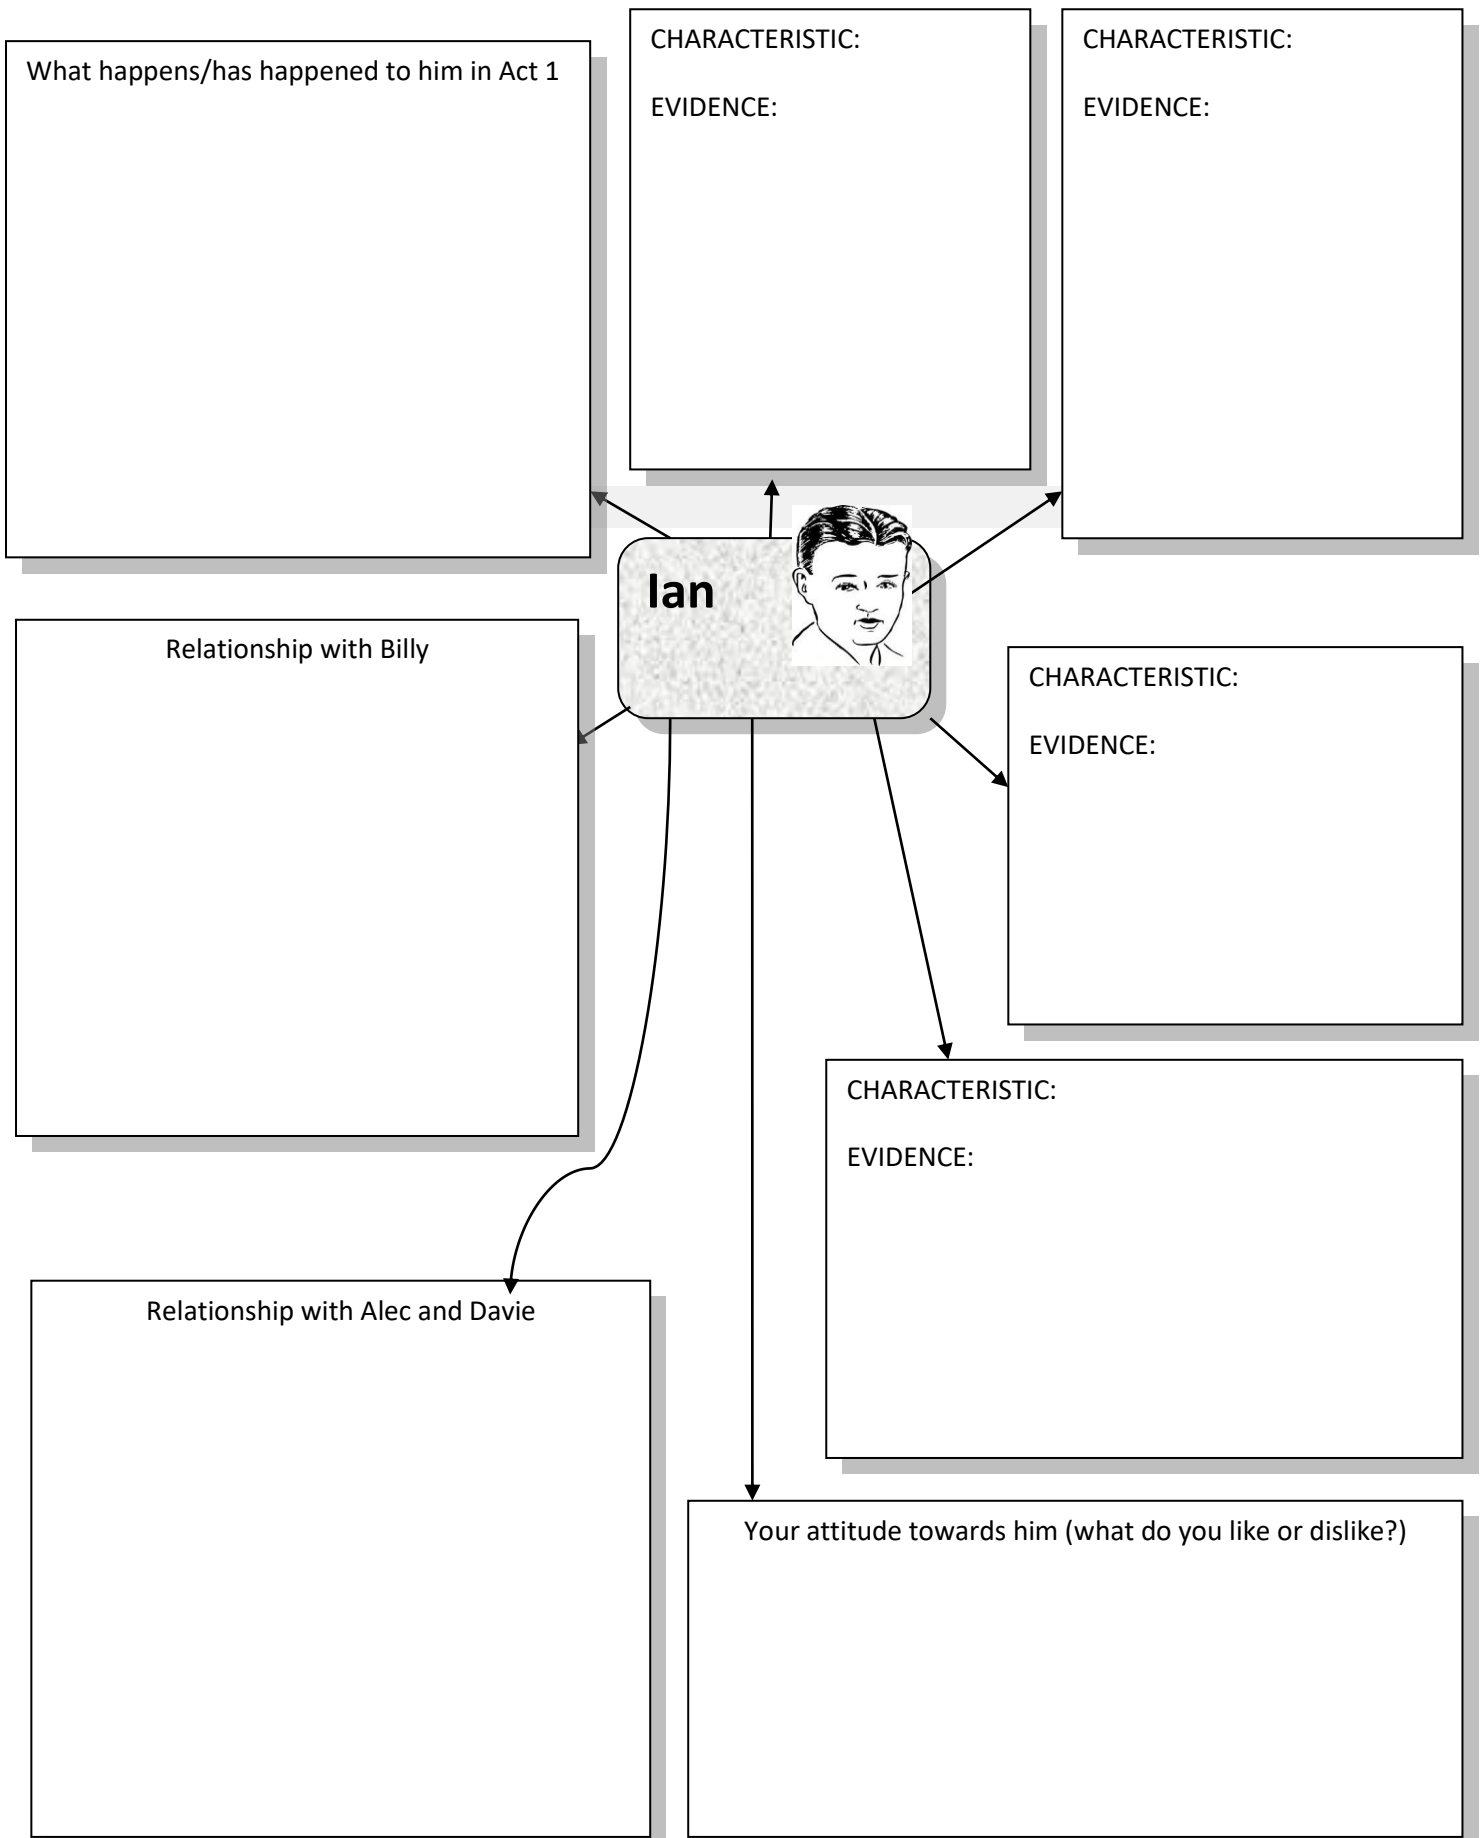 What happens/has happened to him in Act 1
CHARACTERISTIC:
EVIDENCE:
CHARACTERISTIC:
EVIDENCE:
Ian
Relationship with Billy
CHARACTERISTIC:
EVIDENCE:
CHARACTERISTIC:
EVIDENCE:
Relationship with Alec and Davie
Your attitude towards him (what do you like or dislike?)